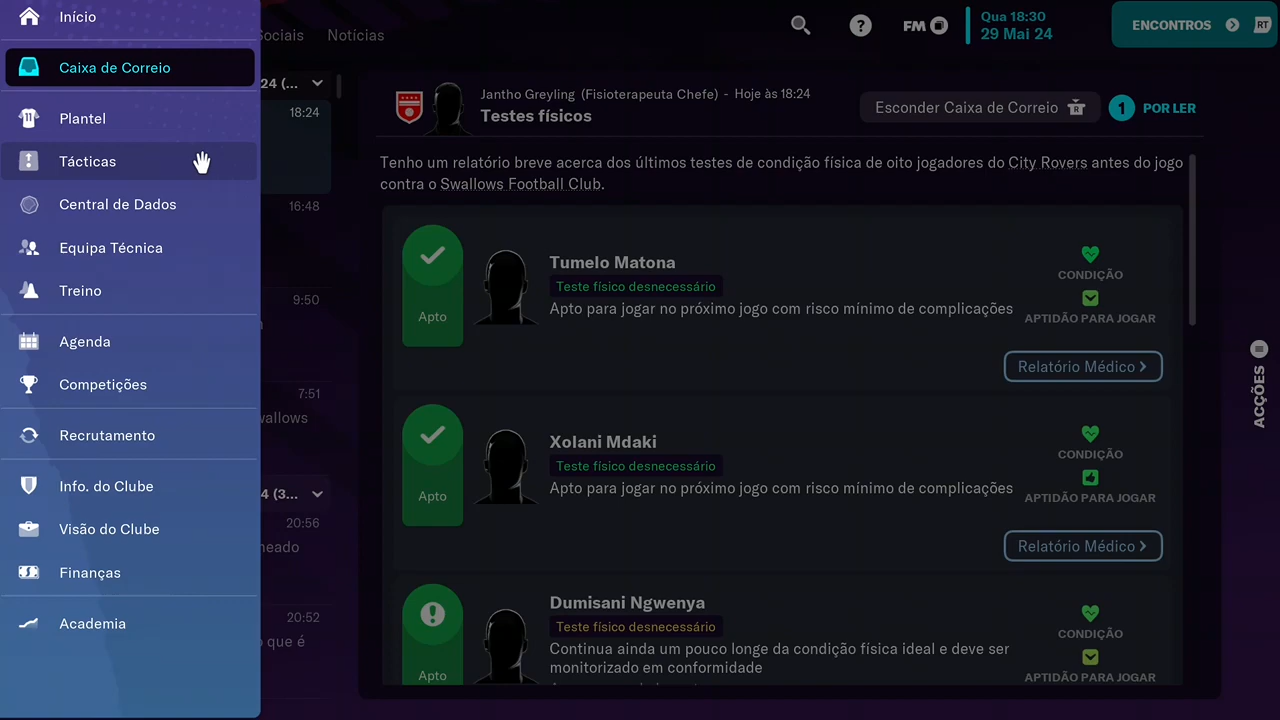 Início
Caixa de Correio
Plantel
Tácticas
Central de Dados
Equipa Técnica
Treino
Agenda
Competições
Recrutamento
Info. do Clube
Visão do Clube
Finanças
Academia
ociais
Notícias
FM
Qua 18:30
29 Mai 24
ENCONTROS
RT
24 (...
18:24
16:48
9:50
7:51
wallows
4 (3...
20:56
neado
20:52
que é
Jantho Greyling (Fisioterapeuta Chefe) - Hoje às 18:24
Testes físicos
Esconder Caixa de Correio
R
1 POR LER
Tenho um relatório breve acerca dos últimos testes de condição física de oito jogadores do City Rovers antes do jogo
contra o Swallows Football Club.
Apto
Tumelo Matona
Teste físico desnecessário
Apto para jogar no próximo jogo com risco mínimo de complicações
CONDIÇÃO
APTIDÃO PARA JOGAR
Relatório Médico
Apto
Xolani Mdaki
Teste físico desnecessário
Apto para jogar no próximo jogo com risco mínimo de complicações
CONDIÇÃO
APTIDÃO PARA JOGAR
Relatório Médico
Apto
Dumisani Ngwenya
Teste físico desnecessário
Continua ainda um pouco longe da condição física ideal e deve ser
monitorizado em conformidade
CONDIÇÃO
APTIDÃO PARA JOGAR
ACÇÕES